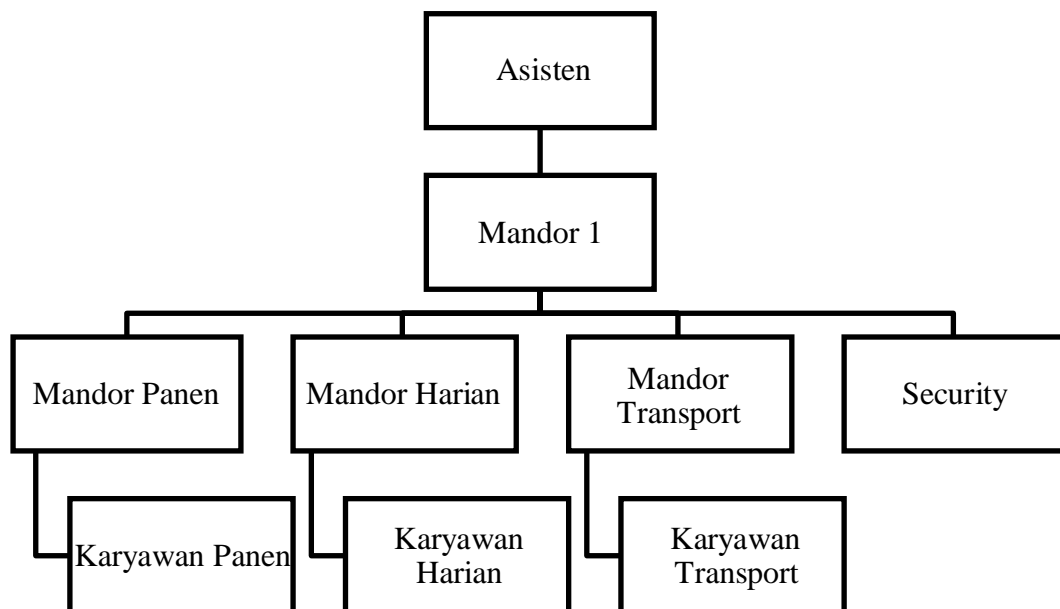 Asisten
Mandor 1
Mandor Panen
Mandor Harian
Mandor
Transport
Security
Karyawan Panen
Karyawan
Harian
Karyawan
Transport